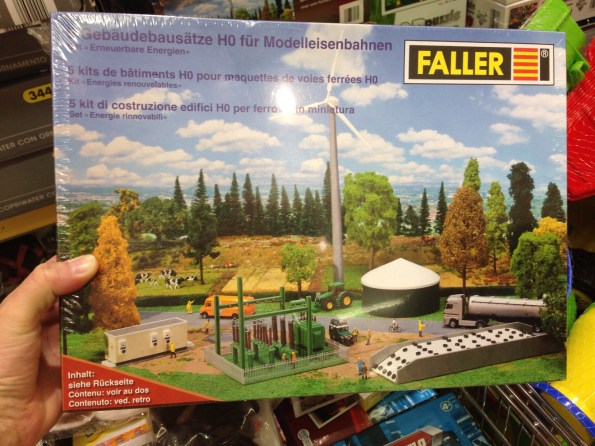 Gebäudebausätze H0 für Modelleisenbahnen
«Erneuerbare Energien»
5 kits de bâtiments H0 pour maquettes de voies ferrées H0
Kit «Energies renouvelables»
5 kit di costruzione edifici H0 per ferrovie in miniatura
Set «Energie rinnovabili»
FALLER
®
344
Inhalt:
siehe Rückseite
Contenu: voir au dos
Contenuto: ved. retro